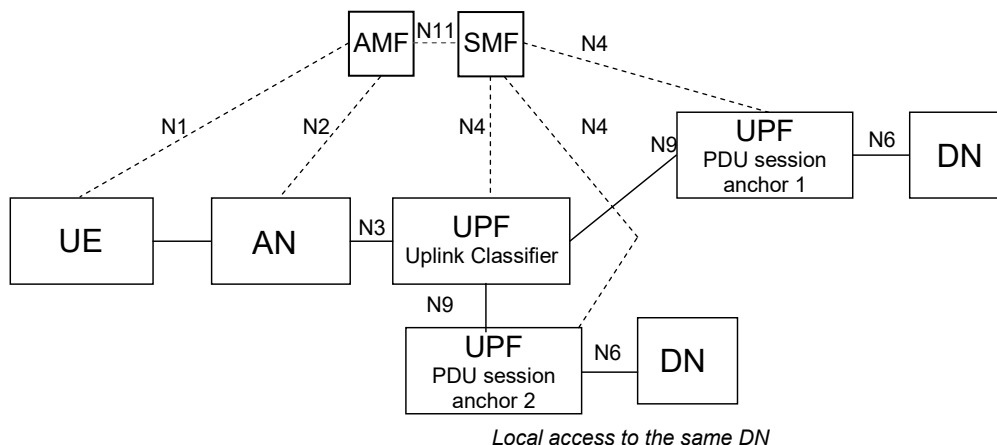 N11
AMF
SMF
N4
N1
N2
N4
N4
UPF
PDU session
anchor 1
N9
N6
DN
UE
AN
N3
UPF
Uplink Classifier
N9
UPF
PDU session
anchor 2
N6
DN
Local access to the same DN